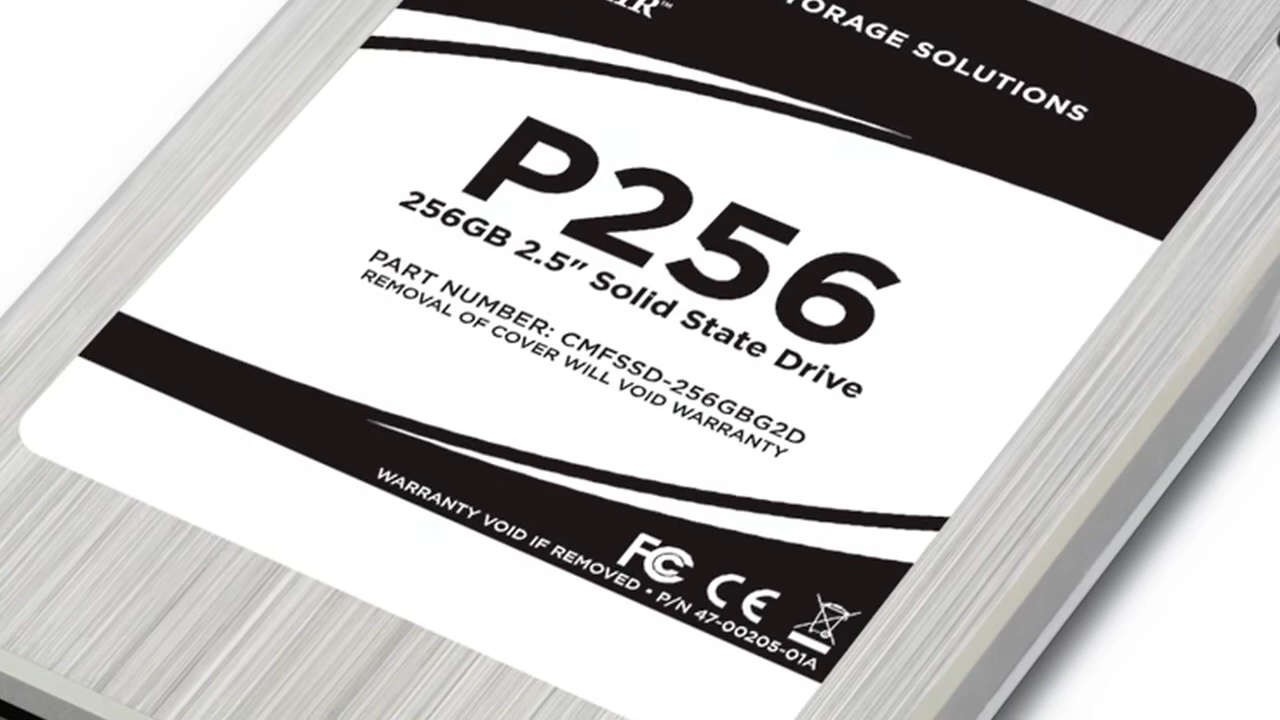 STORAGE SOLUTIONS
P256
256GB 2.5" Solid State Drive
PART NUMBER: CMFSSD-256GBG2D
REMOVAL OF COVER WILL VOID WARRANTY
FC CE
WARRANTY VOID IF REMOVED • P/N 47-00205-01A